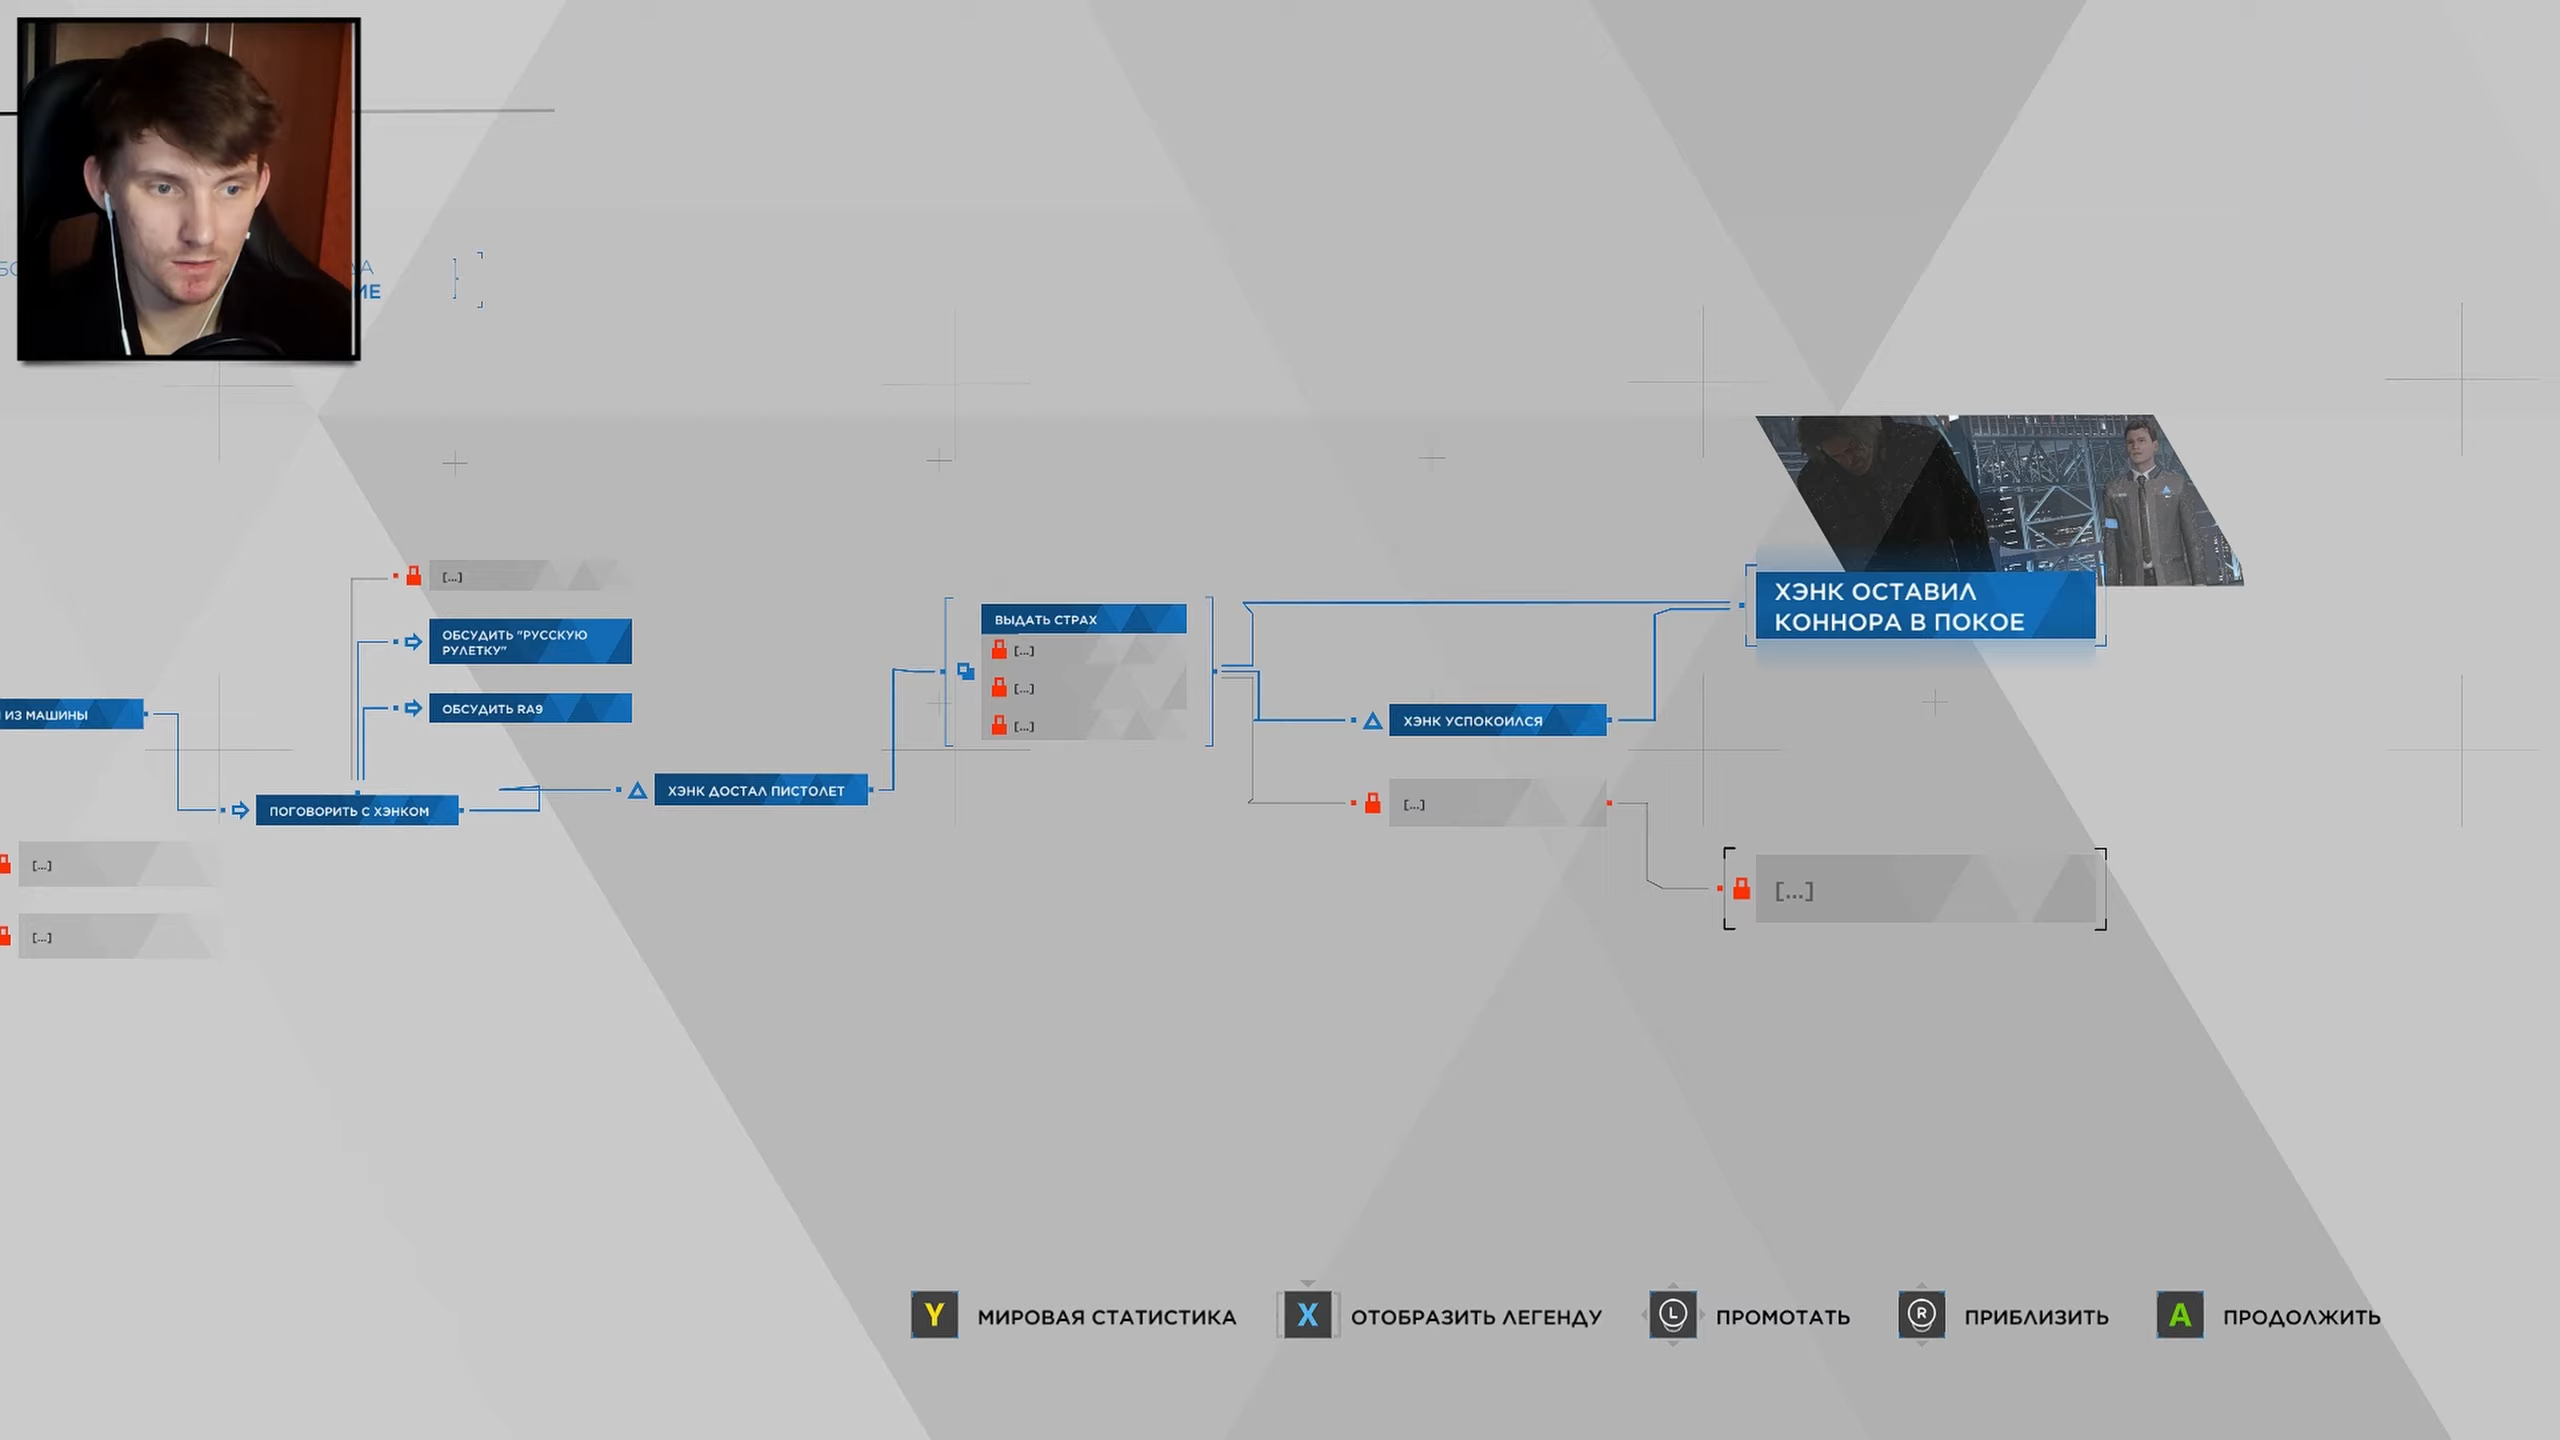 ИЕ
[...]
ОБСУДИТЬ "РУССКУЮ
РУЛЕТКУ"
ОБСУДИТЬ RA9
ИЗ МАШИНЫ
ПОГОВОРИТЬ С ХЭНКОМ
[...]
[...]
ХЭНК ДОСТАЛ ПИСТОЛЕТ
ВЫДАТЬ СТРАХ
[...]
[...]
[...]
ХЭНК УСПОКОИЛСЯ
[...]
ХЭНК ОСТАВИЛ
КОННОРА В ПОКОЕ
[...]
Y МИРОВАЯ СТАТИСТИКА X ОТОБРАЗИТЬ ЛЕГЕНДУ L ПРОМОТАТЬ R ПРИБЛИЗИТЬ A ПРОДОЛЖИТЬ